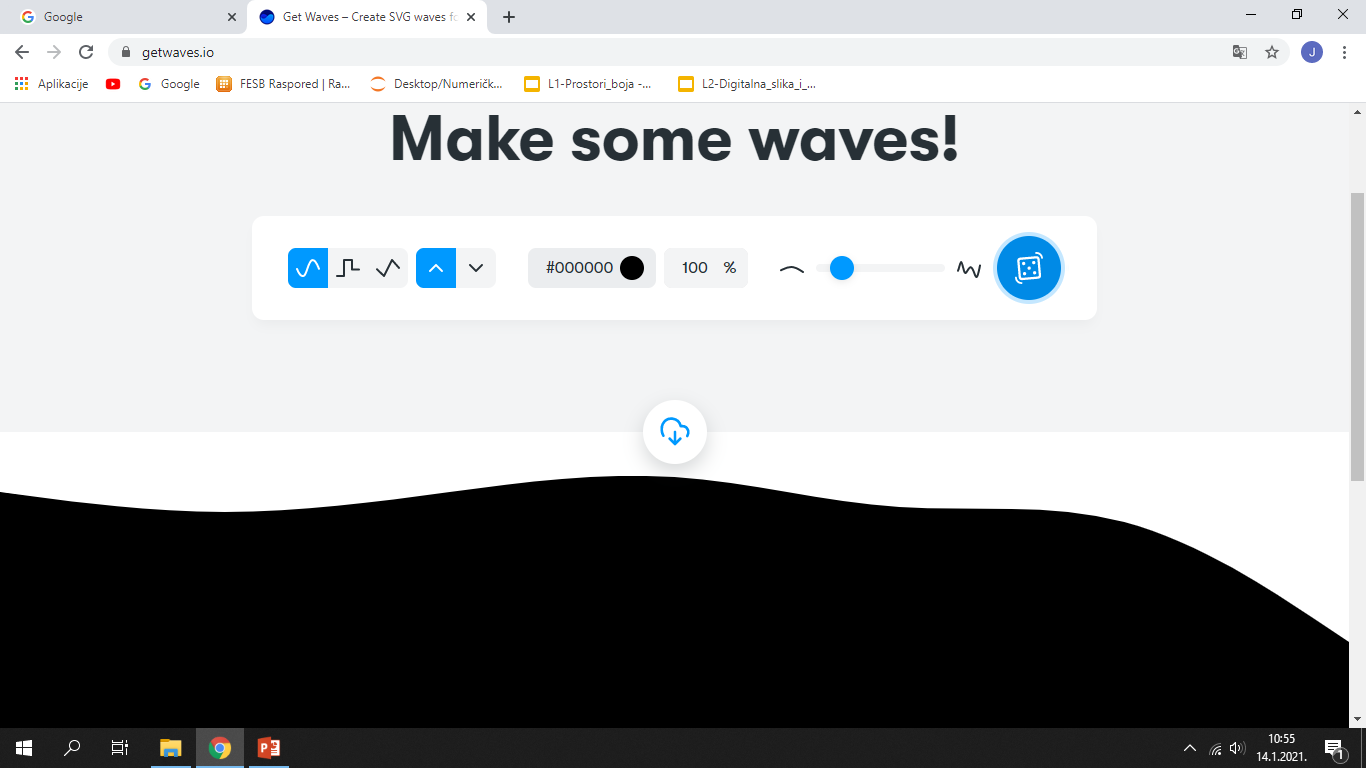 Google
Get Waves – Create SVG waves fo
getwaves.io
J
Aplikacije
Google
FESB Raspored | Ra...
Desktop/Numeričk...
L1-Prostori_boja -...
L2-Digitalna_slika_i_...
Make some waves!
#000000
100 %
10:55
14.1.2021.
1